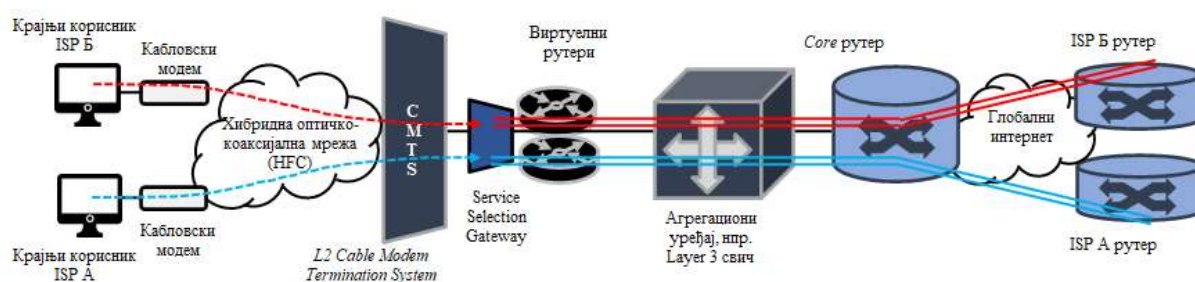 Крајњи корисник
ISP Б
Кабловски
модем
Хибридна оптичко-
коаксијална мрежа
(HFC)
Крајњи корисник
ISP А
Кабловски
модем
C
M
T
S
L2 Cable Modem
Termination System
Service
Selection
Gateway
Виртуелни
рутери
Агрегациони
уређај, нпр.
Layer 3 свич
Core рутер
Глобални
интернет
ISP Б рутер
ISP А рутер